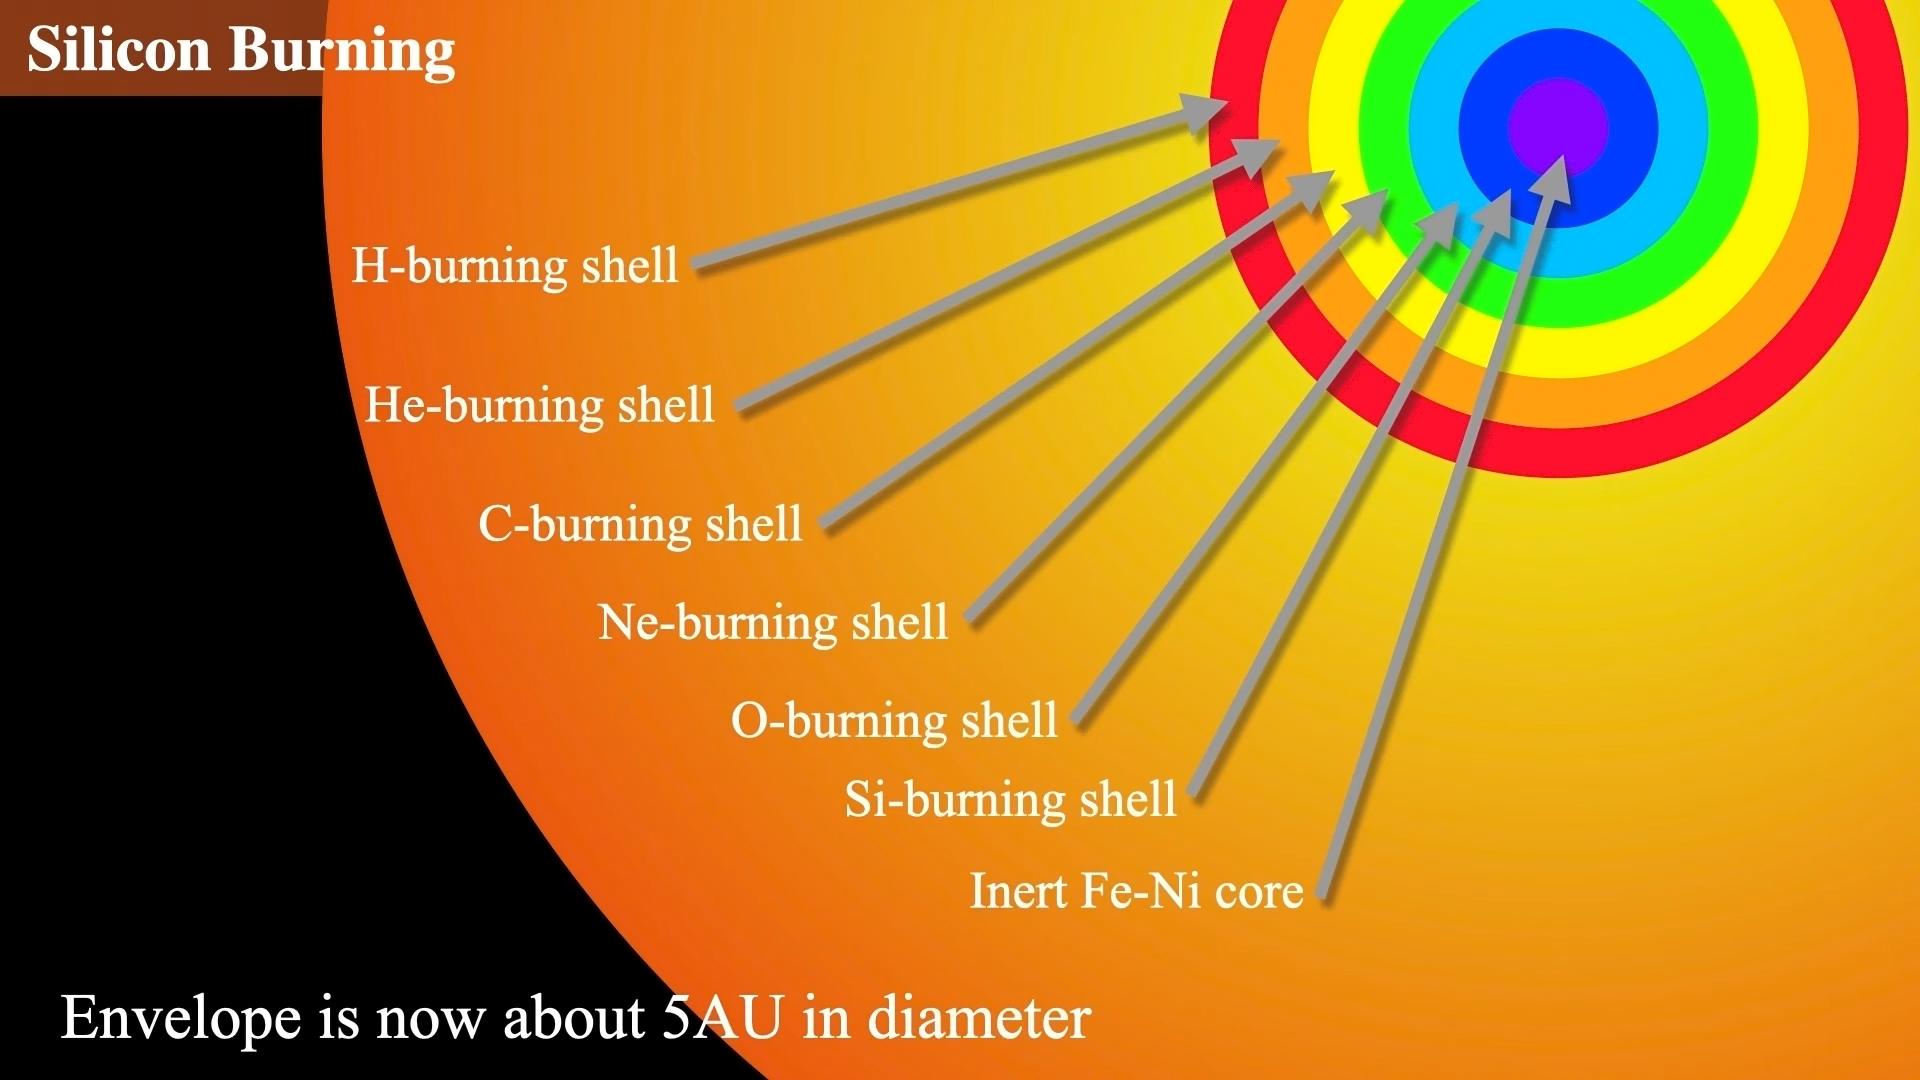 Silicon Burning
H-burning shell
He-burning shell
C-burning shell
Ne-burning shell
O-burning shell
Si-burning shell
Inert Fe-Ni core
Envelope is now about 5AU in diameter